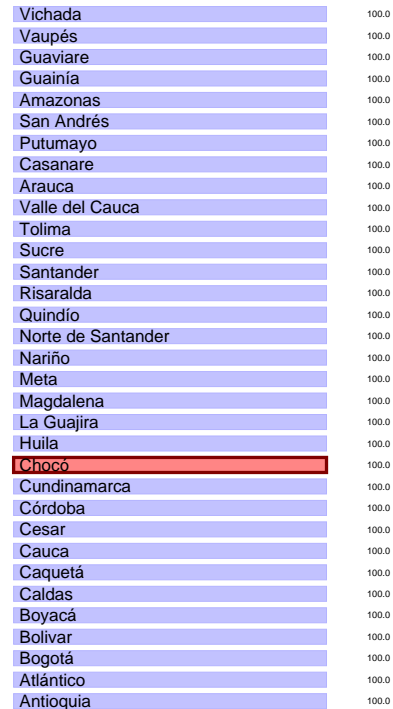 Vichada 100.0
Vaupés 100.0
Guaviare 100.0
Guainía 100.0
Amazonas 100.0
San Andrés 100.0
Putumayo 100.0
Casanare 100.0
Arauca 100.0
Valle del Cauca 100.0
Tolima 100.0
Sucre 100.0
Santander 100.0
Risaralda 100.0
Quindío 100.0
Norte de Santander 100.0
Nariño 100.0
Meta 100.0
Magdalena 100.0
La Guajira 100.0
Huila 100.0
Chocó 100.0
Cundinamarca 100.0
Córdoba 100.0
Cesar 100.0
Cauca 100.0
Caquetá 100.0
Caldas 100.0
Boyacá 100.0
Bolivar 100.0
Bogotá 100.0
Atlántico 100.0
Antioquia 100.0